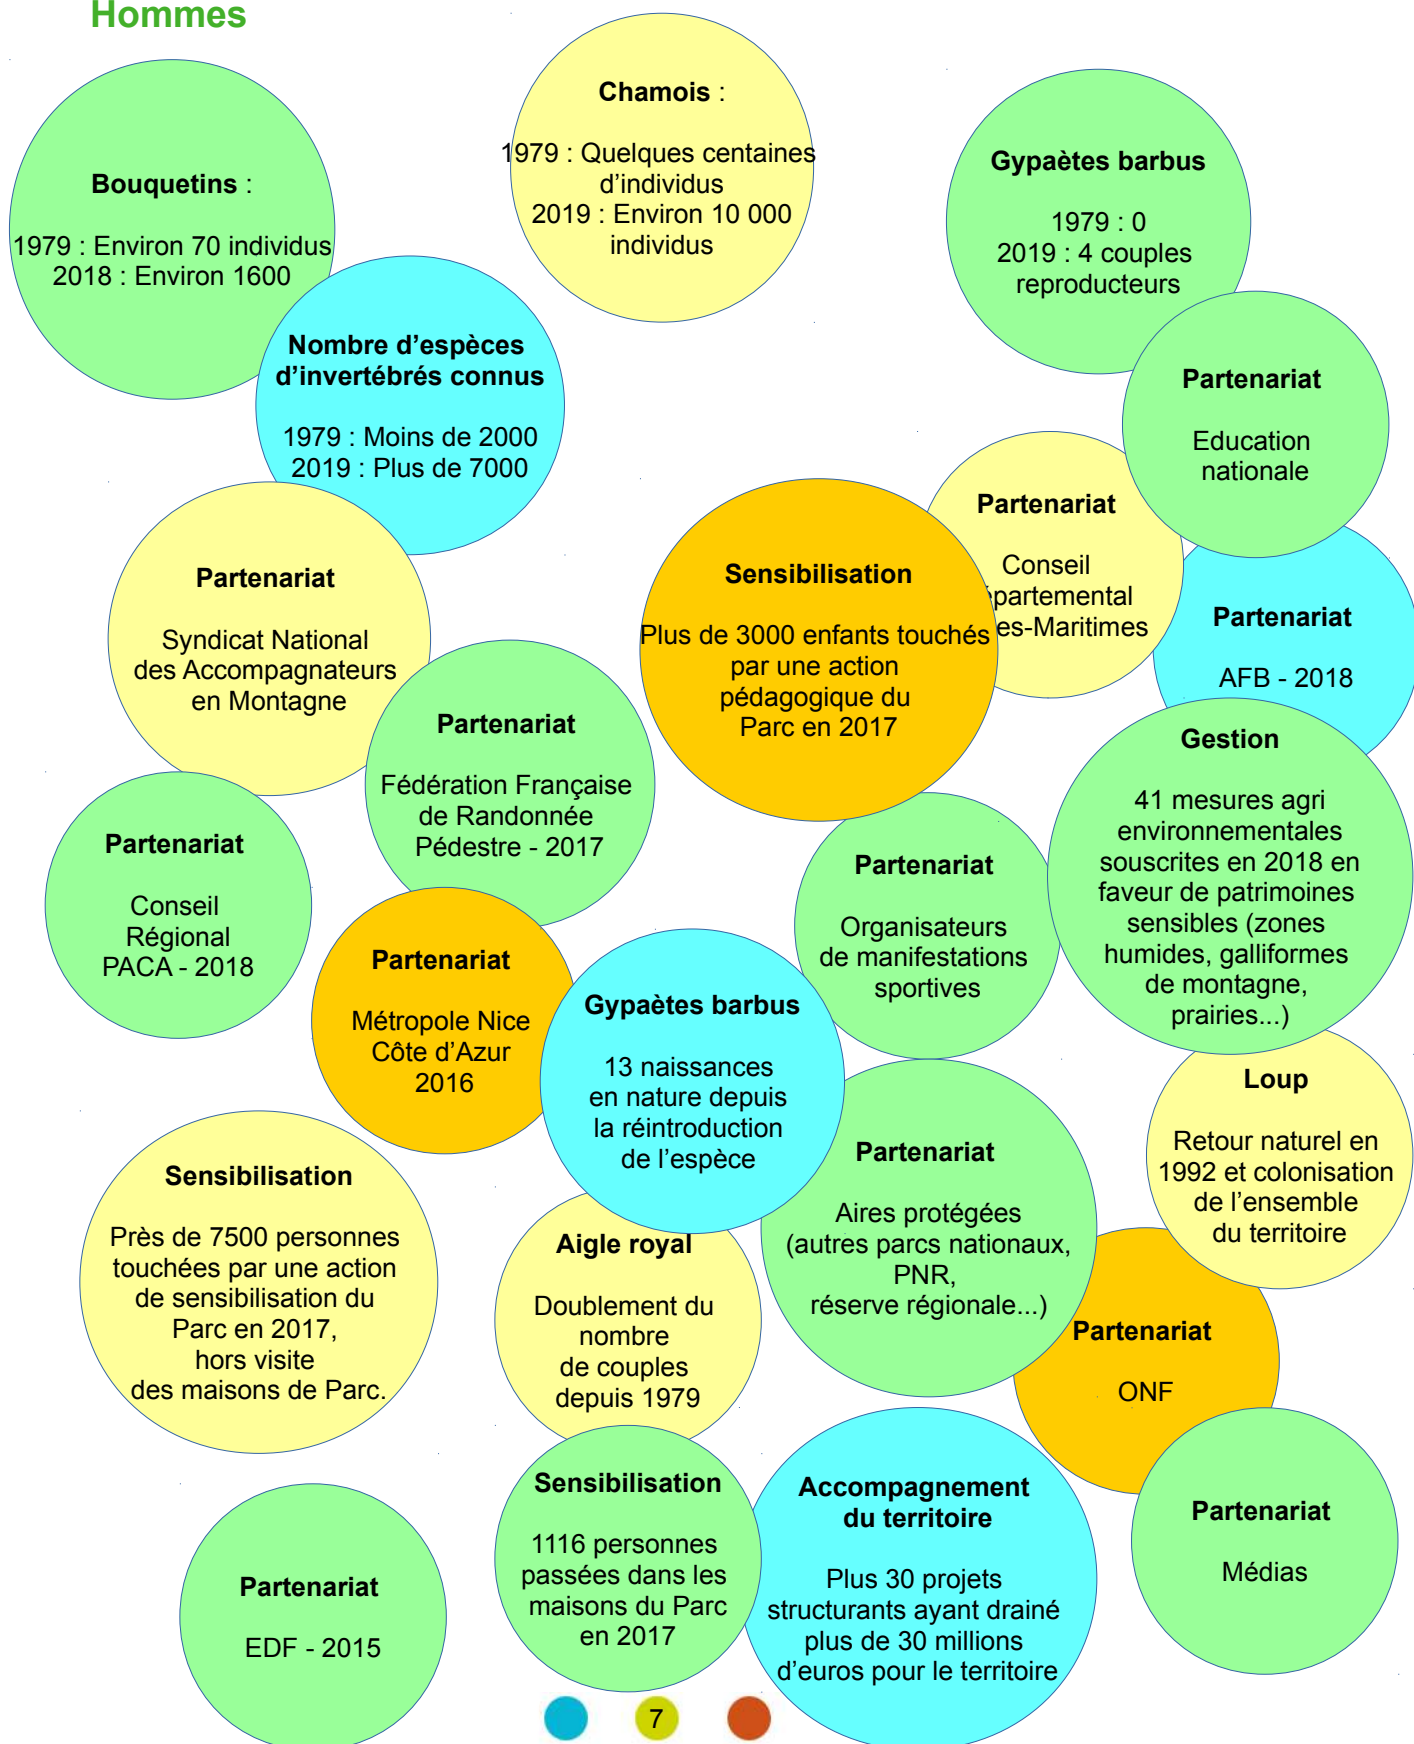 Hommes
Chamois :
1979 : Quelques centaines
d'individus
2019 : Environ 10 000
individus
Bouquetins :
1979 : Environ 70 individus
2018 : Environ 1600
Gypaètes barbus
1979 : 0
2019 : 4 couples
reproducteurs
Nombre d'espèces
d'invertébrés connus
1979 : Moins de 2000
2019 : Plus de 7000
Partenariat
Education
nationale
Partenariat
Conseil
épartemental
es-Maritimes
Sensibilisation
Plus de 3000 enfants touchés
par une action
pédagogique du
Parc en 2017
Partenariat
Syndicat National
des Accompagnateurs
en Montagne
Partenariat
AFB - 2018
Partenariat
Fédération Française
de Randonnée
Pédestre - 2017
Gestion
41 mesures agri
environnementales
souscrites en 2018 en
faveur de patrimoines
sensibles (zones
humides, galliformes
de montagne,
prairies...)
Partenariat
Conseil
Régional
PACA - 2018
Partenariat
Organisateurs
de manifestations
sportives
Partenariat
Métropole Nice
Côte d'Azur
2016
Gypaètes barbus
13 naissances
en nature depuis
la réintroduction
de l'espèce
Loup
Retour naturel en
1992 et colonisation
de l'ensemble
du territoire
Partenariat
Aires protégées
(autres parcs nationaux,
PNR,
réserve régionale...)
Sensibilisation
Près de 7500 personnes
touchées par une action
de sensibilisation du
Parc en 2017,
hors visite
des maisons de Parc.
Aigle royal
Doublement du
nombre
de couples
depuis 1979
Partenariat
ONF
Sensibilisation
1116 personnes
passées dans les
maisons du Parc
en 2017
Accompagnement
du territoire
Plus 30 projets
structurants ayant drainé
plus de 30 millions
d'euros pour le territoire
Partenariat
Médias
Partenariat
EDF - 2015
7